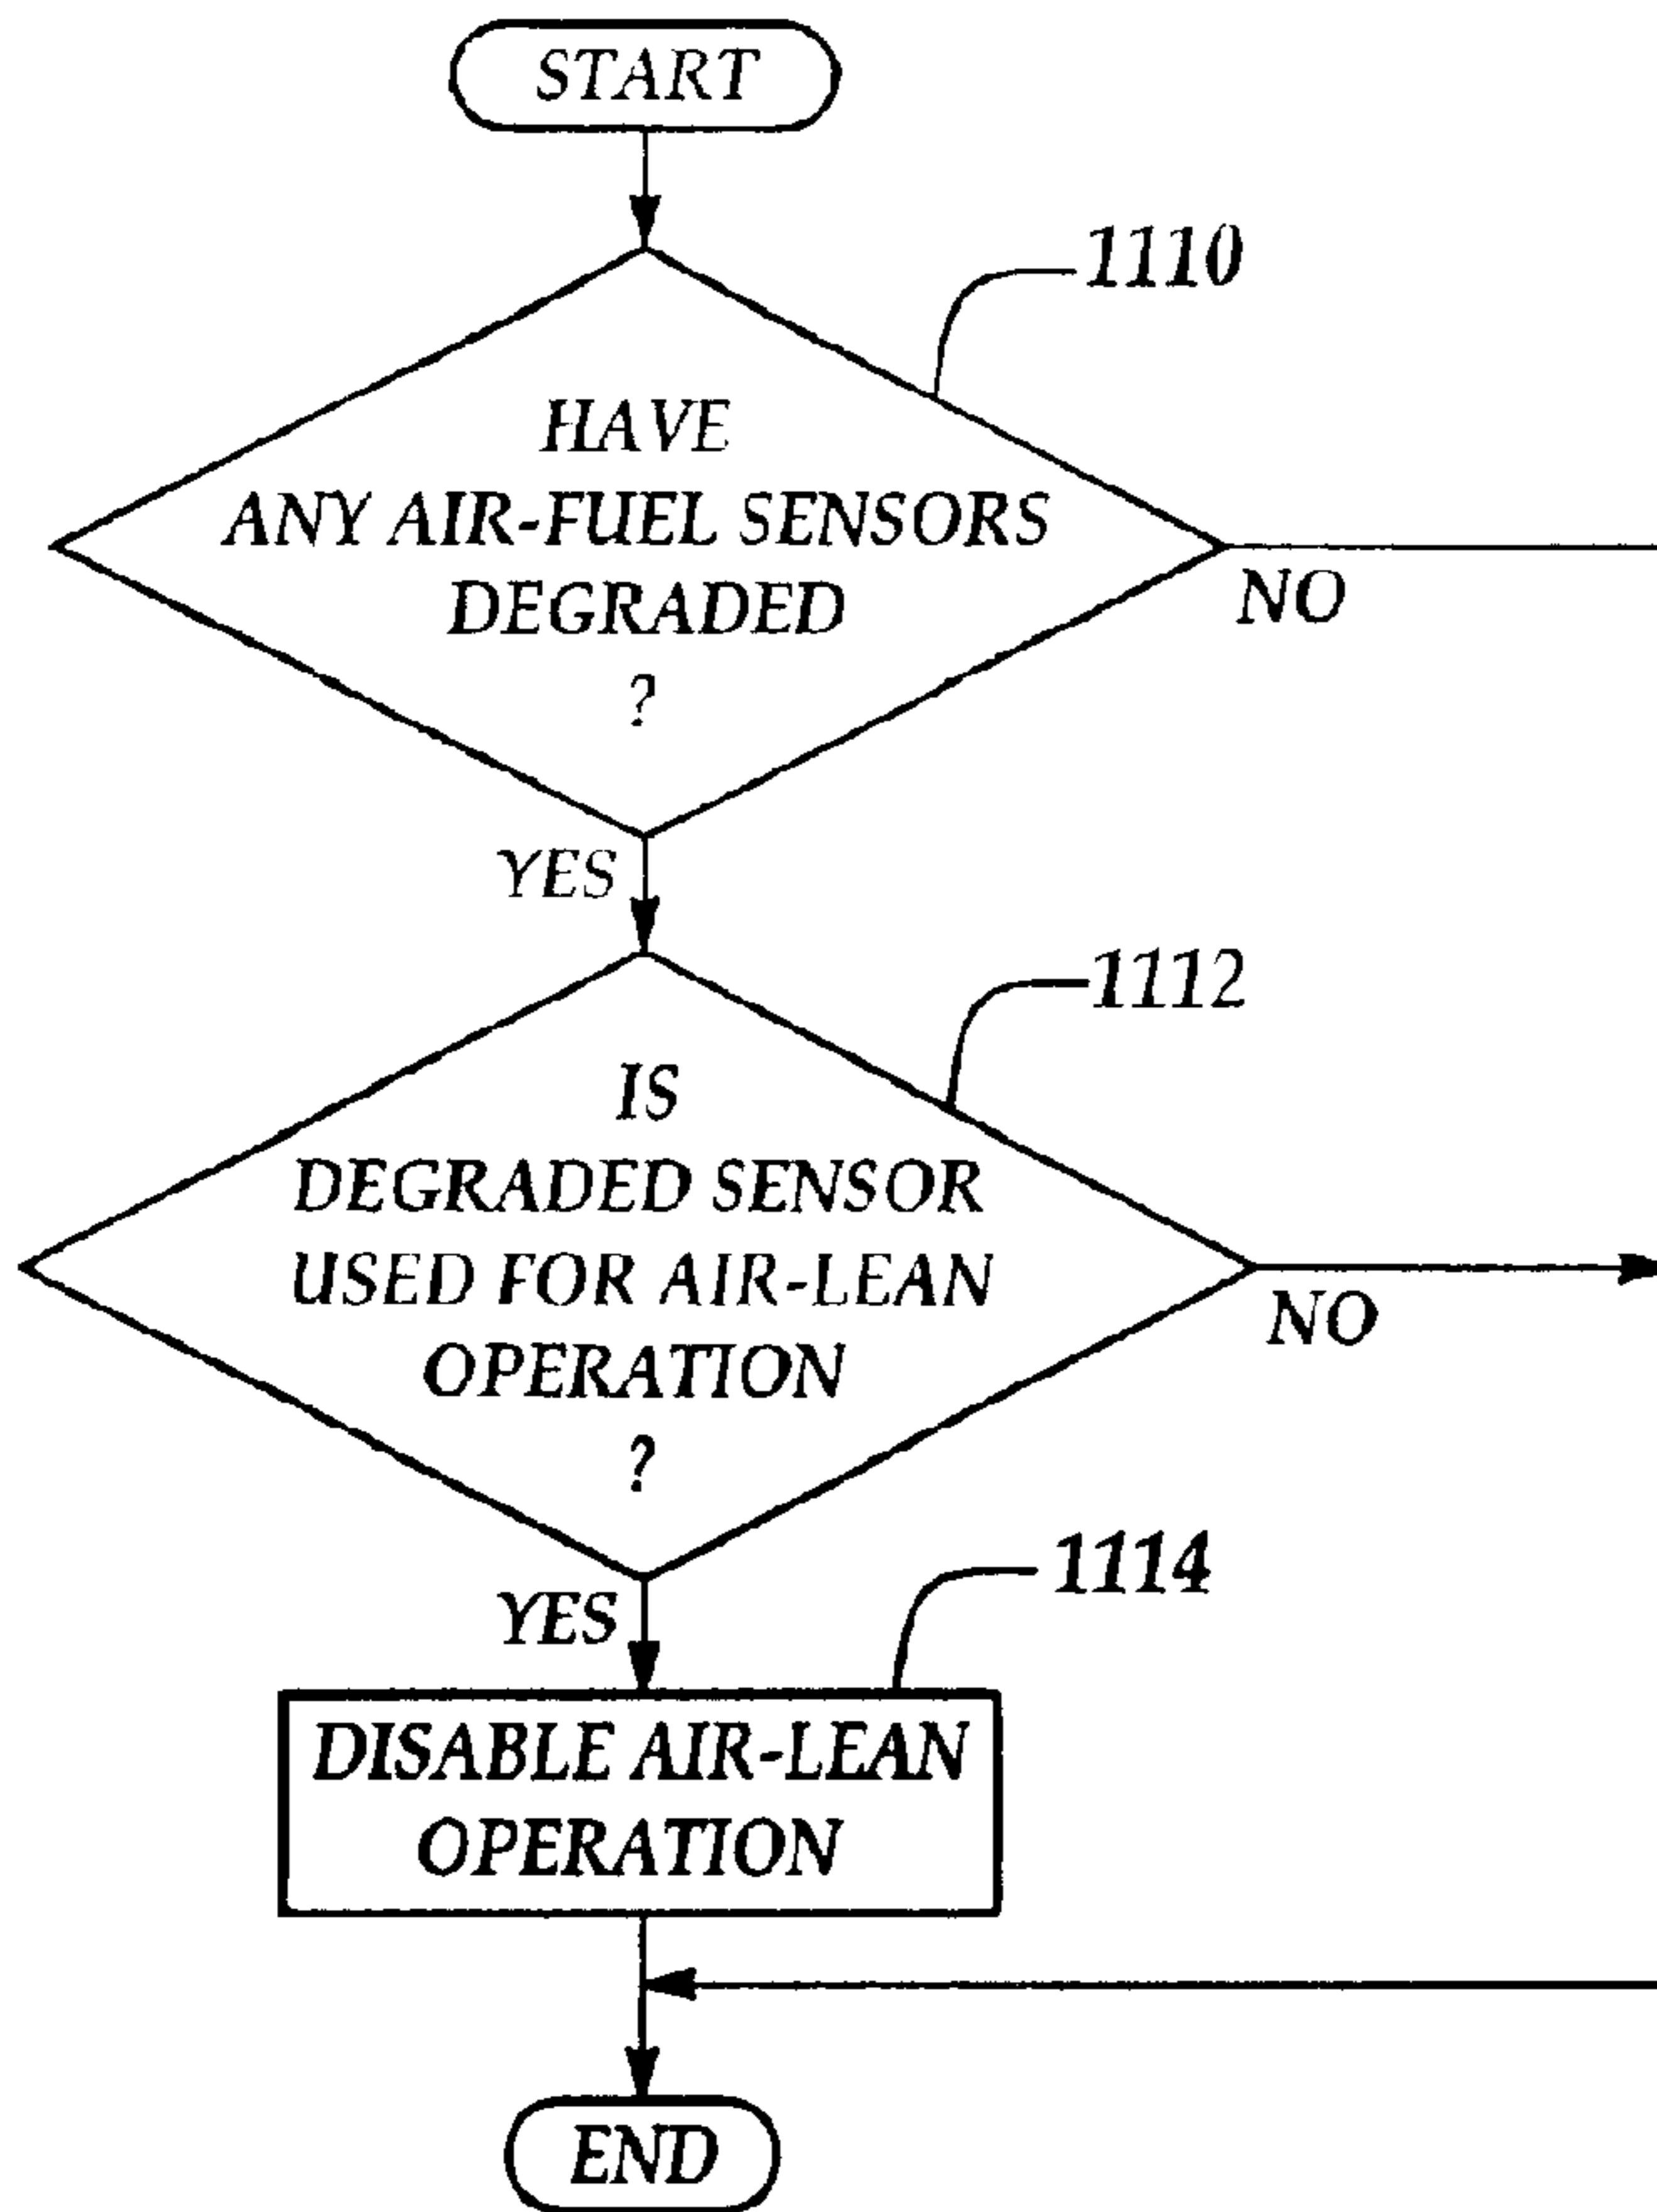 START
1110
HAVE
ANY AIR-FUEL SENSORS
DEGRADED
?
NO
YES
1112
IS
DEGRADED SENSOR
USED FOR AIR-LEAN
OPERATION
?
NO
YES
1114
DISABLE AIR-LEAN
OPERATION
END